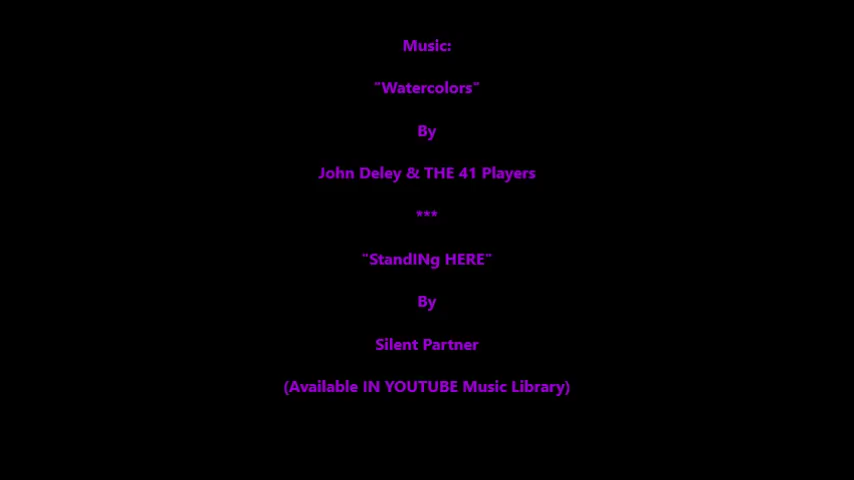 Music:
"Watercolors"
By
John Deley & THE 41 Players
***
"StandINg HERE"
By
Silent Partner
(Available IN YOUTUBE Music Library)